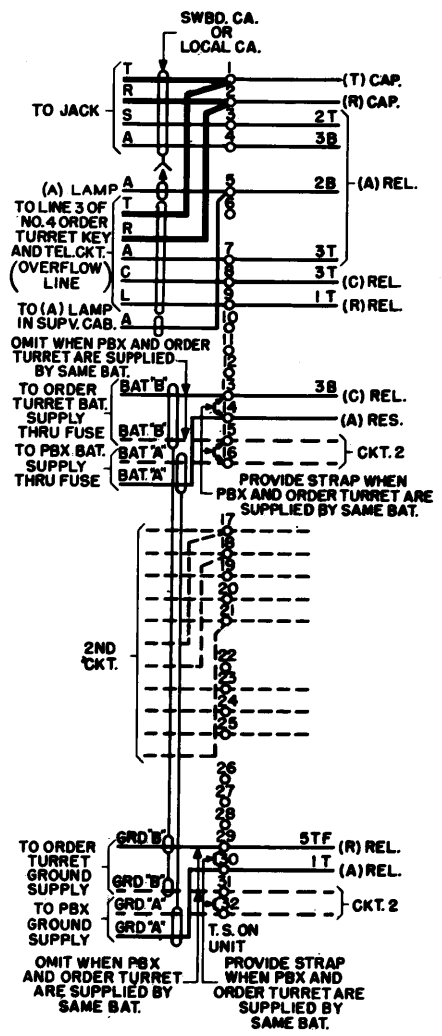 SWBD. CA.
OR
LOCAL CA.
T 1 (T) CAP.
R 2 (R) CAP.
TO JACK
S 3 2T
A 4 3B
(A) REL.
(A) LAMP A 5 2B
TO LINE 3 OF T 6
NO. 4 ORDER R
TURRET KEY
AND TEL. CKT. A 7 3T
(OVERFLOW C 8 3T (C) REL.
LINE) L 9 1T (R) REL.
TO (A) LAMP
IN SUPV. CAB. A 10
11
12
OMIT WHEN PBX AND ORDER
TURRET ARE SUPPLIED
BY SAME BAT.
TO ORDER BAT. "B" 13 3B (C) REL.
TURRET BAT. 14 (A) RES.
SUPPLY
THRU FUSE BAT. "B" 15
TO PBX BAT. BAT "A" 16 CKT. 2
SUPPLY
THRU FUSE BAT. "A"
PROVIDE STRAP WHEN
PBX AND ORDER TURRET ARE
SUPPLIED BY SAME BAT.
17
18
19
20
21
2ND
CKT.
22
23
24
25
26
27
28
GRD. "B" 29 5TF (R) REL.
TO ORDER
TURRET
GROUND
SUPPLY
30 1T (A) REL.
GRD. "B" 31
TO PBX GRD. "A" 32 CKT. 2
GROUND
SUPPLY GRD "A"
T. S. ON
UNIT
OMIT WHEN PBX
AND ORDER TURRET
ARE SUPPLIED BY
SAME BAT.
PROVIDE STRAP
WHEN PBX AND
ORDER TURRET ARE
SUPPLIED BY
SAME BAT.